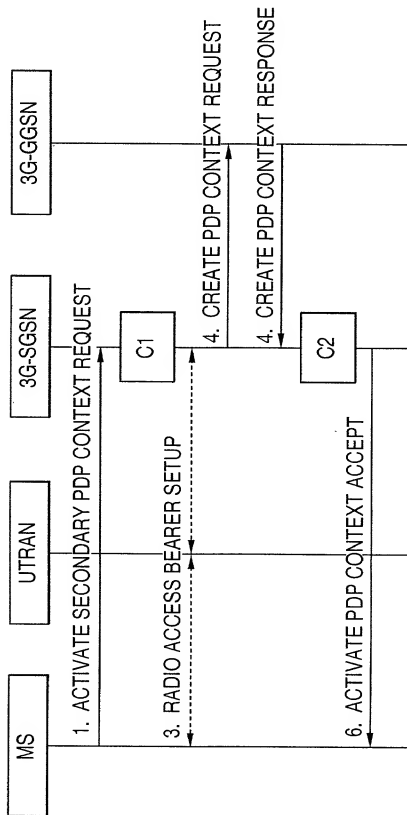 MS
UTRAN
3G-SGSN
3G-GGSN
1. ACTIVATE SECONDARY PDP CONTEXT REQUEST
C1
3. RADIO ACCESS BEARER SETUP
4. CREATE PDP CONTEXT REQUEST
4. CREATE PDP CONTEXT RESPONSE
C2
6. ACTIVATE PDP CONTEXT ACCEPT